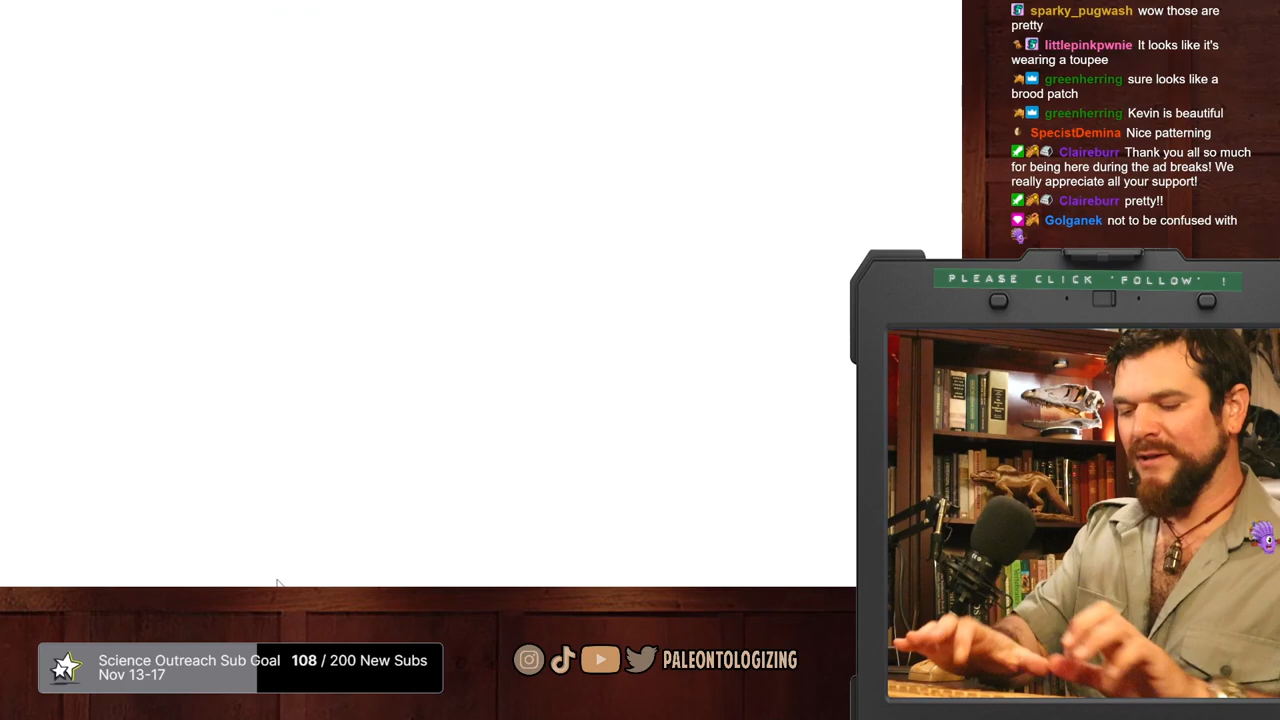 sparky_pugwash wow those are
pretty
littlepinkpwnie It looks like it's
wearing a toupee
greenherring sure looks like a
brood patch
greenherring Kevin is beautiful
SpecistDemina Nice patterning
Claireburr Thank you all so much
for being here during the ad breaks! We
really appreciate all your support!
Claireburr pretty!!
Golganek not to be confused with
PLEASE CLICK "FOLLOW" !
Science Outreach Sub Goal 108 / 200 New Subs
Nov 13-17
PALEONTOLOGIZING